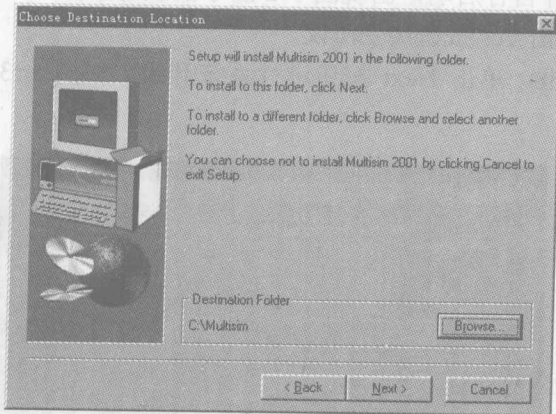 Choose Destination Location
Setup will install Multisim 2001 in the following folder.
To install to this folder, click Next.
To install to a different folder, click Browse and select another
folder.
You can choose not to install Multisim 2001 by clicking Cancel to
exit Setup.
Destination Folder
C:\Multisim
Browse...
< Back
Next >
Cancel